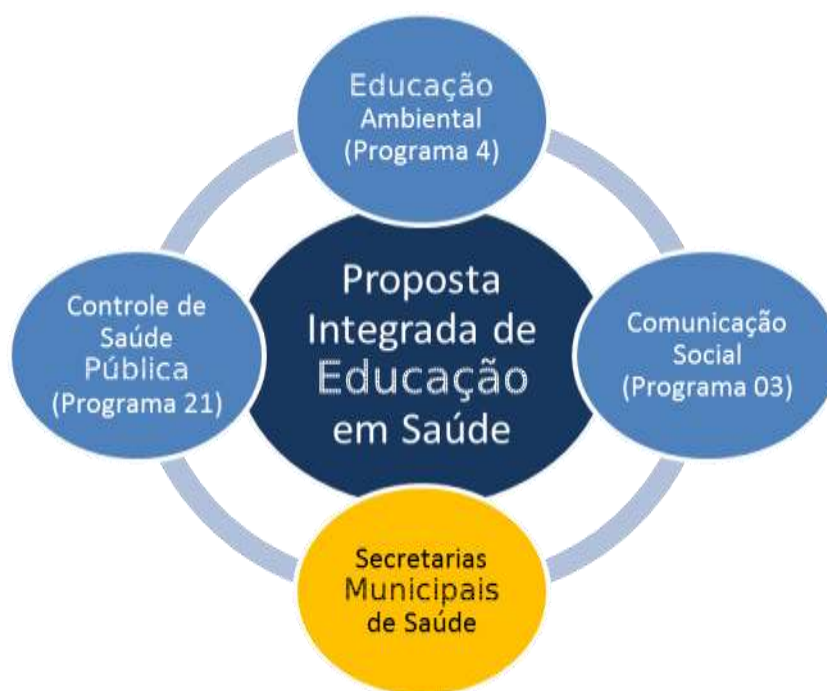 Educação
Ambiental
(Programa 4)
Proposta
Integrada de
Educação
em Saúde
Controle de
Saúde
Pública
(Programa 21)
Comunicação
Social
(Programa 03)
Secretarias
Municipais
de Saúde